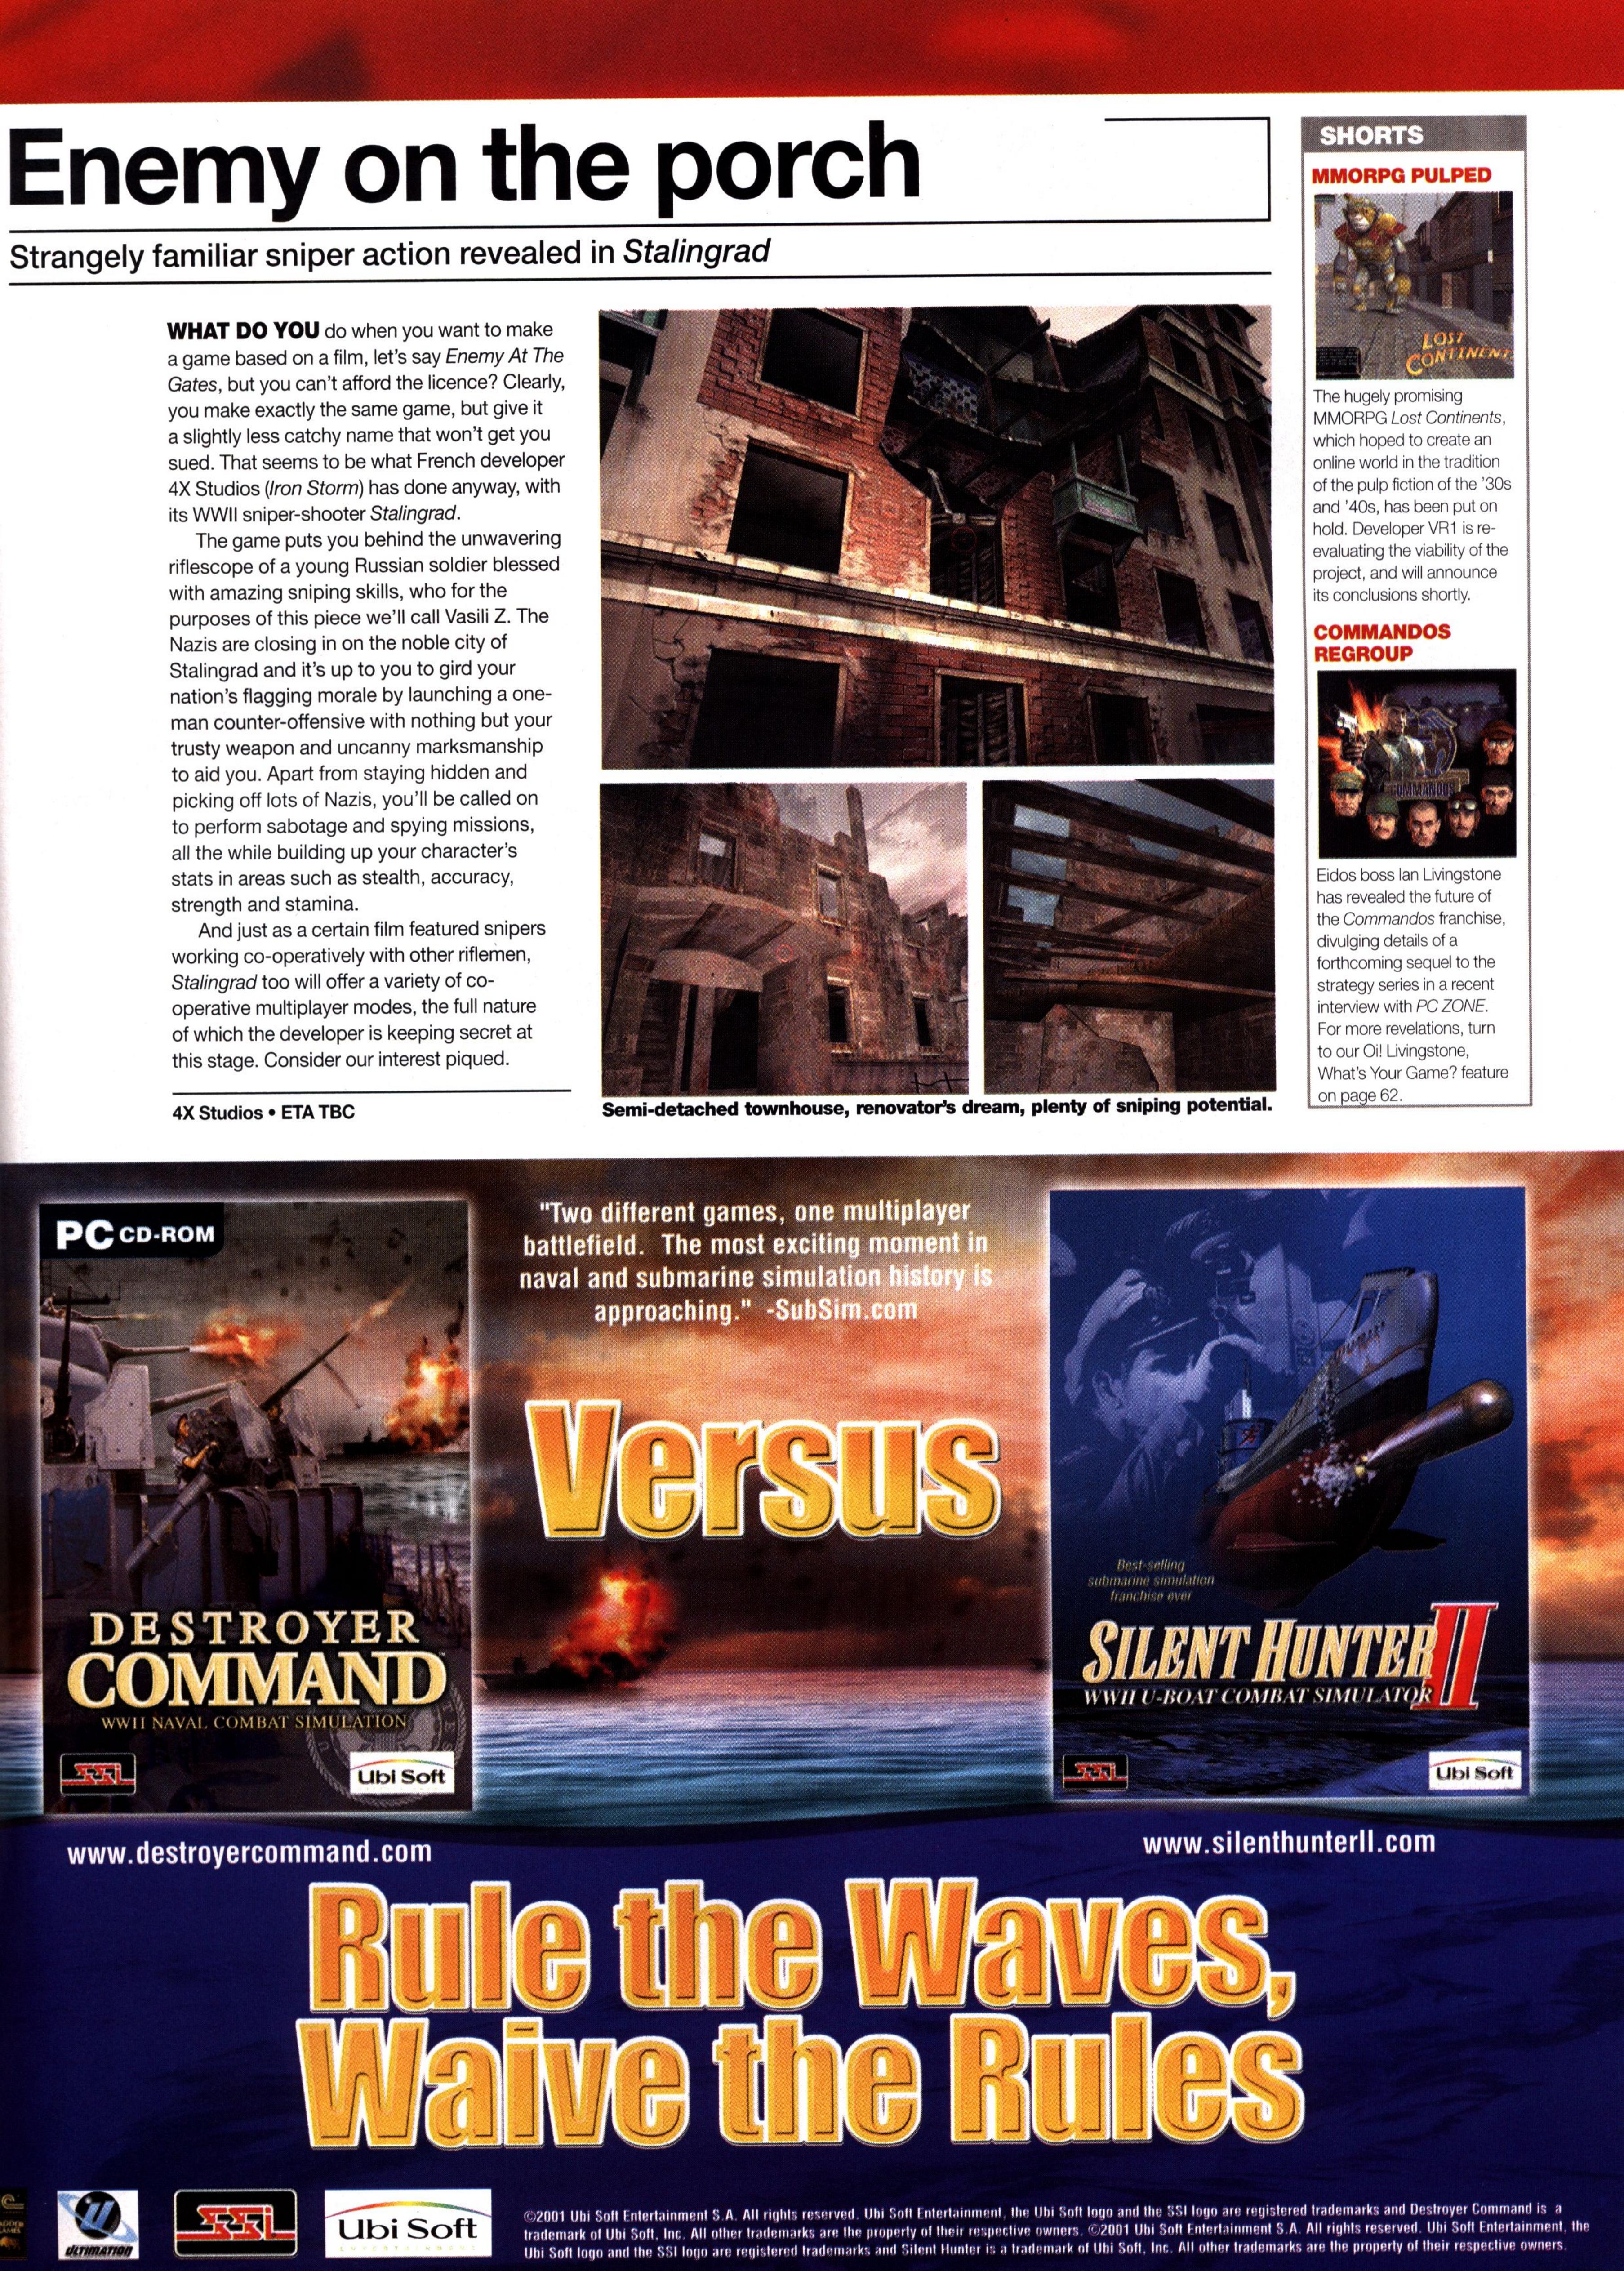 Enemy on the porch
Strangely familiar sniper action revealed in Stalingrad
WHAT DO YOU do when you want to make
a game based on a film, let's say Enemy At The
Gates, but you can't afford the licence? Clearly,
you make exactly the same game, but give it
a slightly less catchy name that won't get you
sued. That seems to be what French developer
4X Studios (Iron Storm) has done anyway, with
its WWII sniper-shooter Stalingrad.
The game puts you behind the unwavering
riflescope of a young Russian soldier blessed
with amazing sniping skills, who for the
purposes of this piece we'll call Vasili Z. The
Nazis are closing in on the noble city of
Stalingrad and it's up to you to gird your
nation's flagging morale by launching a one-
man counter-offensive with nothing but your
trusty weapon and uncanny marksmanship
to aid you. Apart from staying hidden and
picking off lots of Nazis, you'll be called on
to perform sabotage and spying missions,
all the while building up your character's
stats in areas such as stealth, accuracy,
strength and stamina.
And just as a certain film featured snipers
working co-operatively with other riflemen,
Stalingrad too will offer a variety of co-
operative multiplayer modes, the full nature
of which the developer is keeping secret at
this stage. Consider our interest piqued.
4X Studios • ETA TBC
Semi-detached townhouse, renovator's dream, plenty of sniping potential.
SHORTS
MMORPG PULPED
LOST
CONTINENT
The hugely promising
MMORPG Lost Continents,
which hoped to create an
online world in the tradition
of the pulp fiction of the '30s
and '40s, has been put on
hold. Developer VR1 is re-
evaluating the viability of the
project, and will announce
its conclusions shortly.
COMMANDOS
REGROUP
COMMANDOS
Eidos boss Ian Livingstone
has revealed the future of
the Commandos franchise,
divulging details of a
forthcoming sequel to the
strategy series in a recent
interview with PC ZONE.
For more revelations, turn
to our Oi! Livingstone,
What's Your Game? feature
on page 62.
PC CD-ROM
DESTROYER
COMMAND™
WWII NAVAL COMBAT SIMULATION
SSI
Ubi Soft
www.destroyercommand.com
"Two different games, one multiplayer
battlefield. The most exciting moment in
naval and submarine simulation history is
approaching." -SubSim.com
Versus
Best-selling
submarine simulation
franchise ever
SILENT HUNTER II
WWII U-BOAT COMBAT SIMULATOR
SSI
Ubi Soft
www.silenthunterII.com
Rule the Waves,
Waive the Rules
ULTIMATION
SSI
Ubi Soft
ENTERTAINMENT
©2001 Ubi Soft Entertainment S.A. All rights reserved. Ubi Soft Entertainment, the Ubi Soft logo and the SSI logo are registered trademarks and Destroyer Command is a
trademark of Ubi Soft, Inc. All other trademarks are the property of their respective owners. ©2001 Ubi Soft Entertainment S.A. All rights reserved. Ubi Soft Entertainment, the
Ubi Soft logo and the SSI logo are registered trademarks and Silent Hunter is a trademark of Ubi Soft, Inc. All other trademarks are the property of their respective owners.